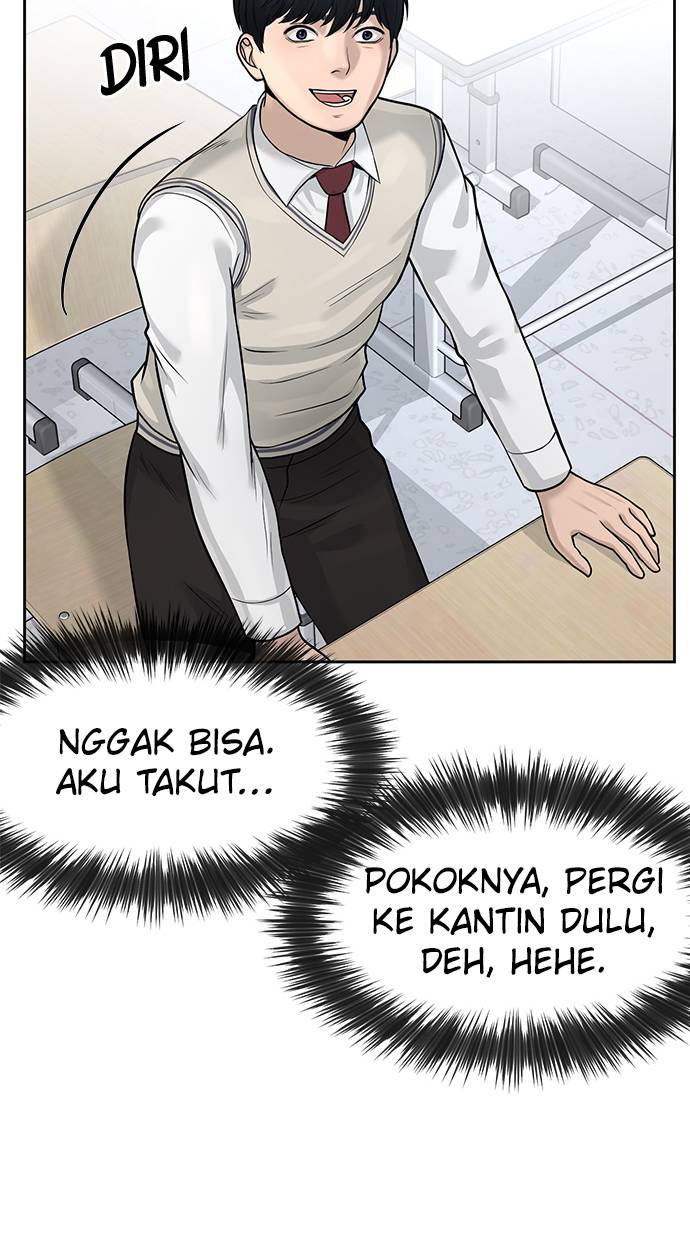 DIRI
NGGAK BISA.
AKU TAKUT...
POKOKNYA, PERGI
KE KANTIN DULU,
DEH, HEHE.